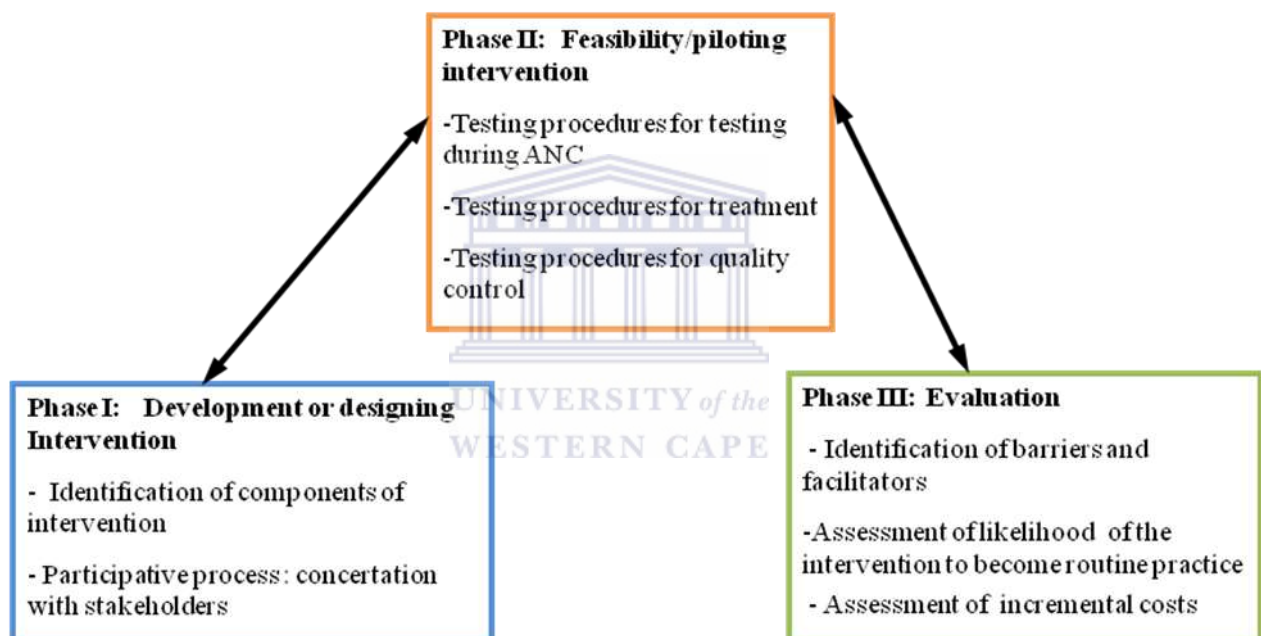 Phase II: Feasibility/piloting
intervention
-Testing procedures for testing
during ANC
-Testing procedures for treatment
-Testing procedures for quality
control
UNIVERSITY of the
WESTERN CAPE
Phase I: Development or designing
Intervention
- Identification of components of
intervention
- Participative process: concertation
with stakeholders
Phase III: Evaluation
- Identification of barriers and
facilitators
-Assessment of likelihood of the
intervention to become routine practice
- Assessment of incremental costs